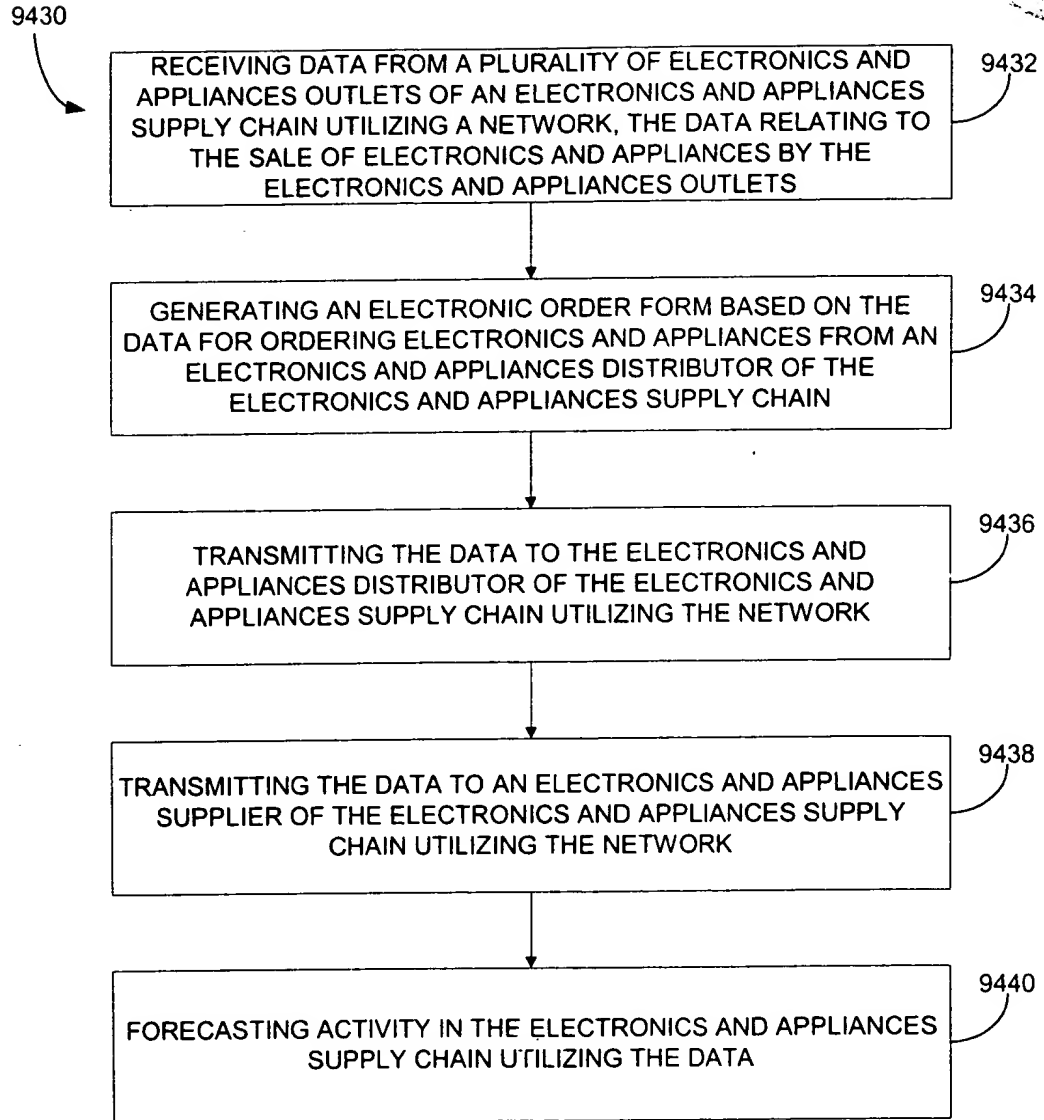 9430
RECEIVING DATA FROM A PLURALITY OF ELECTRONICS AND
APPLIANCES OUTLETS OF AN ELECTRONICS AND APPLIANCES
SUPPLY CHAIN UTILIZING A NETWORK, THE DATA RELATING TO
THE SALE OF ELECTRONICS AND APPLIANCES BY THE
ELECTRONICS AND APPLIANCES OUTLETS
9432
GENERATING AN ELECTRONIC ORDER FORM BASED ON THE
DATA FOR ORDERING ELECTRONICS AND APPLIANCES FROM AN
ELECTRONICS AND APPLIANCES DISTRIBUTOR OF THE
ELECTRONICS AND APPLIANCES SUPPLY CHAIN
9434
TRANSMITTING THE DATA TO THE ELECTRONICS AND
APPLIANCES DISTRIBUTOR OF THE ELECTRONICS AND
APPLIANCES SUPPLY CHAIN UTILIZING THE NETWORK
9436
TRANSMITTING THE DATA TO AN ELECTRONICS AND APPLIANCES
SUPPLIER OF THE ELECTRONICS AND APPLIANCES SUPPLY
CHAIN UTILIZING THE NETWORK
9438
FORECASTING ACTIVITY IN THE ELECTRONICS AND APPLIANCES
SUPPLY CHAIN UTILIZING THE DATA
9440